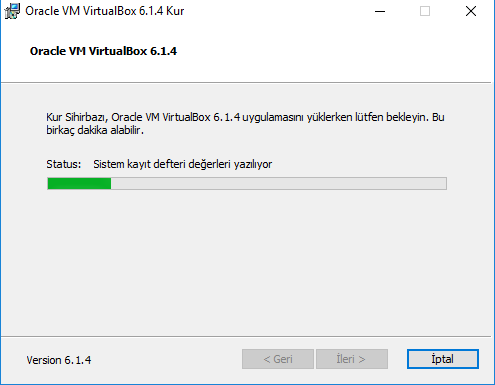 Oracle VM VirtualBox 6.1.4 Kur
Oracle VM VirtualBox 6.1.4
Kur Sihirbazı, Oracle VM VirtualBox 6.1.4 uygulamasını yüklerken lütfen bekleyin. Bu
birkaç dakika alabilir.
Status: Sistem kayıt defteri değerleri yazılıyor
Version 6.1.4
< Geri
İleri >
İptal